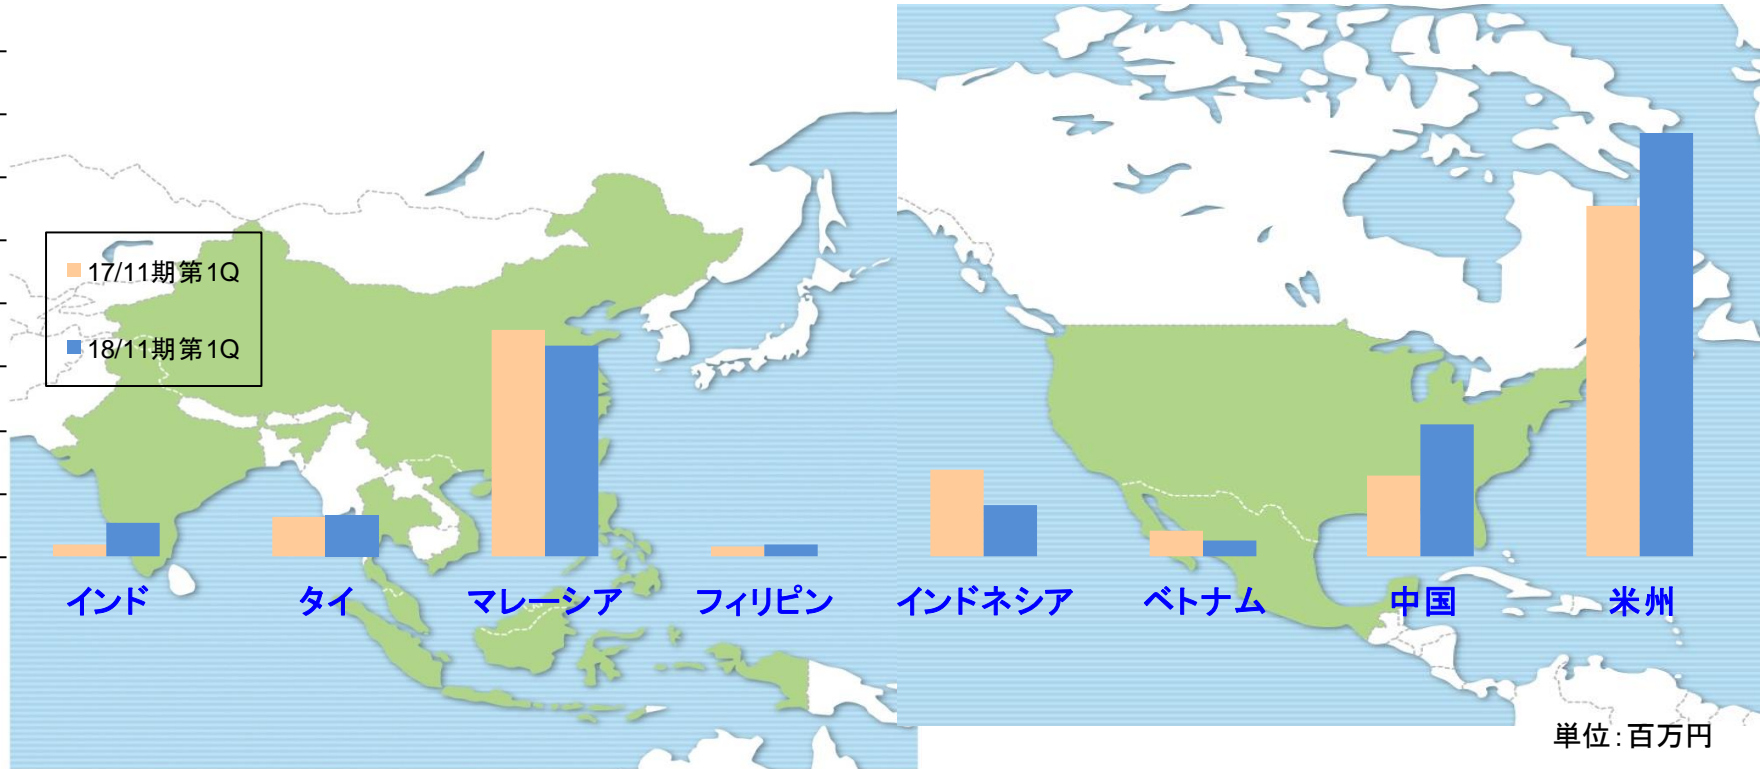 17/11期第1Q
18/11期第1Q
インド
タイ
マレーシア
フィリピン
インドネシア
ベトナム
中国
米州
単位：百万円